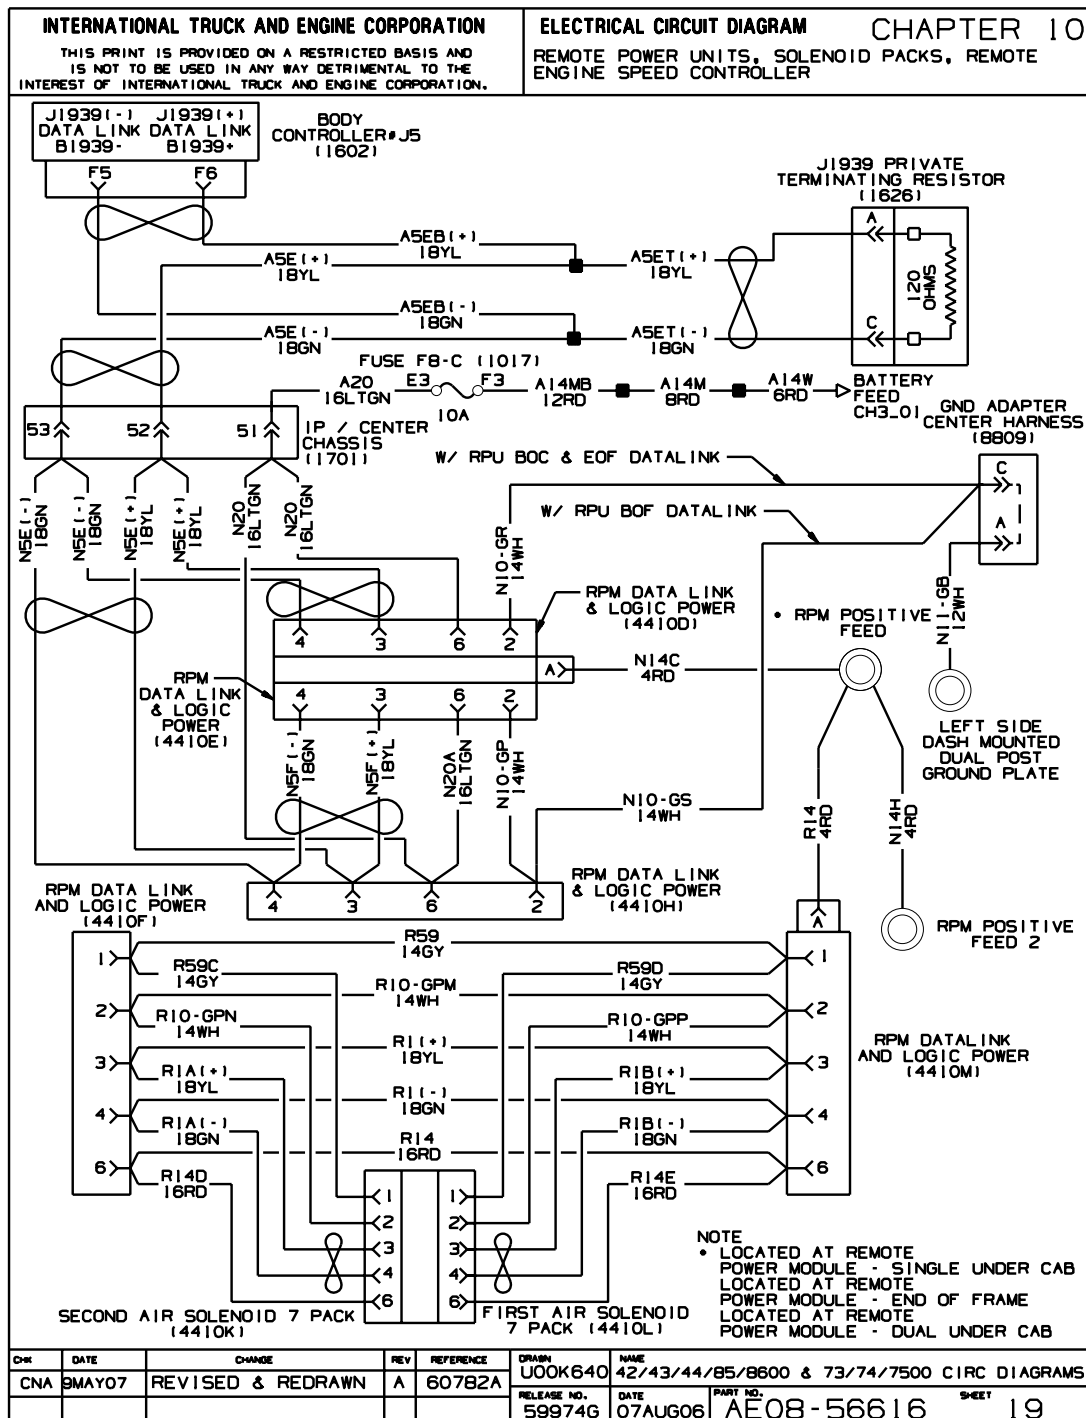 INTERNATIONAL TRUCK AND ENGINE CORPORATION
THIS PRINT IS PROVIDED ON A RESTRICTED BASIS AND
IS NOT TO BE USED IN ANY WAY DETRIMENTAL TO THE
INTEREST OF INTERNATIONAL TRUCK AND ENGINE CORPORATION.
ELECTRICAL CIRCUIT DIAGRAM
CHAPTER 10
REMOTE POWER UNITS, SOLENOID PACKS, REMOTE
ENGINE SPEED CONTROLLER
J1939(-) J1939(+)
DATA LINK DATA LINK
B1939- B1939+
F5 F6
BODY
CONTROLLER•J5
(1602)
J1939 PRIVATE
TERMINATING RESISTOR
(1626)
A
C
120
OHMS
A5EB(+)
18YL
A5E(+)
18YL
A5ET(+)
18YL
A5EB(-)
18GN
A5E(-)
18GN
A5ET(-)
18GN
FUSE F8-C (1017)
A20
16LTGN
E3
F3
10A
A14MB
12RD
A14M
8RD
A14W
6RD
BATTERY
FEED
CH3_01
53
52
51
IP / CENTER
CHASSIS
(1701)
GND ADAPTER
CENTER HARNESS
(8809)
C
A
W/ RPU BOC & EOF DATALINK
W/ RPU BOF DATALINK
N5E(-)
18GN
N5E(-)
18GN
N5E(+)
18YL
N5E(+)
18YL
N20
16LTGN
N20
16LTGN
N10-GR
14WH
N11-GB
12WH
RPM DATA LINK
& LOGIC POWER
(4410D)
4
3
6
2
A
4
3
6
2
RPM
DATA LINK
& LOGIC
POWER
(4410E)
• RPM POSITIVE
FEED
N14C
4RD
LEFT SIDE
DASH MOUNTED
DUAL POST
GROUND PLATE
N5F(-)
18GN
N5F(+)
18YL
N20A
16LTGN
N10-GP
14WH
N10-GS
14WH
R14
4RD
N14H
4RD
RPM DATA LINK
& LOGIC POWER
(4410H)
4
3
6
2
RPM DATA LINK
AND LOGIC POWER
(4410F)
A
RPM POSITIVE
FEED 2
1
2
3
4
6
R59
14GY
R59C
14GY
R59D
14GY
R10-GPM
14WH
R10-GPN
14WH
R10-GPP
14WH
R1(+)
18YL
R1A(+)
18YL
R1B(+)
18YL
R1(-)
18GN
R1A(-)
18GN
R1B(-)
18GN
R14
16RD
R14D
16RD
R14E
16RD
1
2
3
4
6
RPM DATALINK
AND LOGIC POWER
(4410M)
1
2
3
4
6
1
2
3
4
6
SECOND AIR SOLENOID 7 PACK
(4410K)
FIRST AIR SOLENOID
7 PACK (4410L)
NOTE
• LOCATED AT REMOTE
POWER MODULE - SINGLE UNDER CAB
LOCATED AT REMOTE
POWER MODULE - END OF FRAME
LOCATED AT REMOTE
POWER MODULE - DUAL UNDER CAB
CHK DATE CHANGE REV REFERENCE
CNA 9MAY07 REVISED & REDRAWN A 60782A
DRAWN
U00K640
NAME
42/43/44/85/8600 & 73/74/7500 CIRC DIAGRAMS
RELEASE NO.
59974G
DATE
07AUG06
PART NO.
AE08-56616
SHEET
19